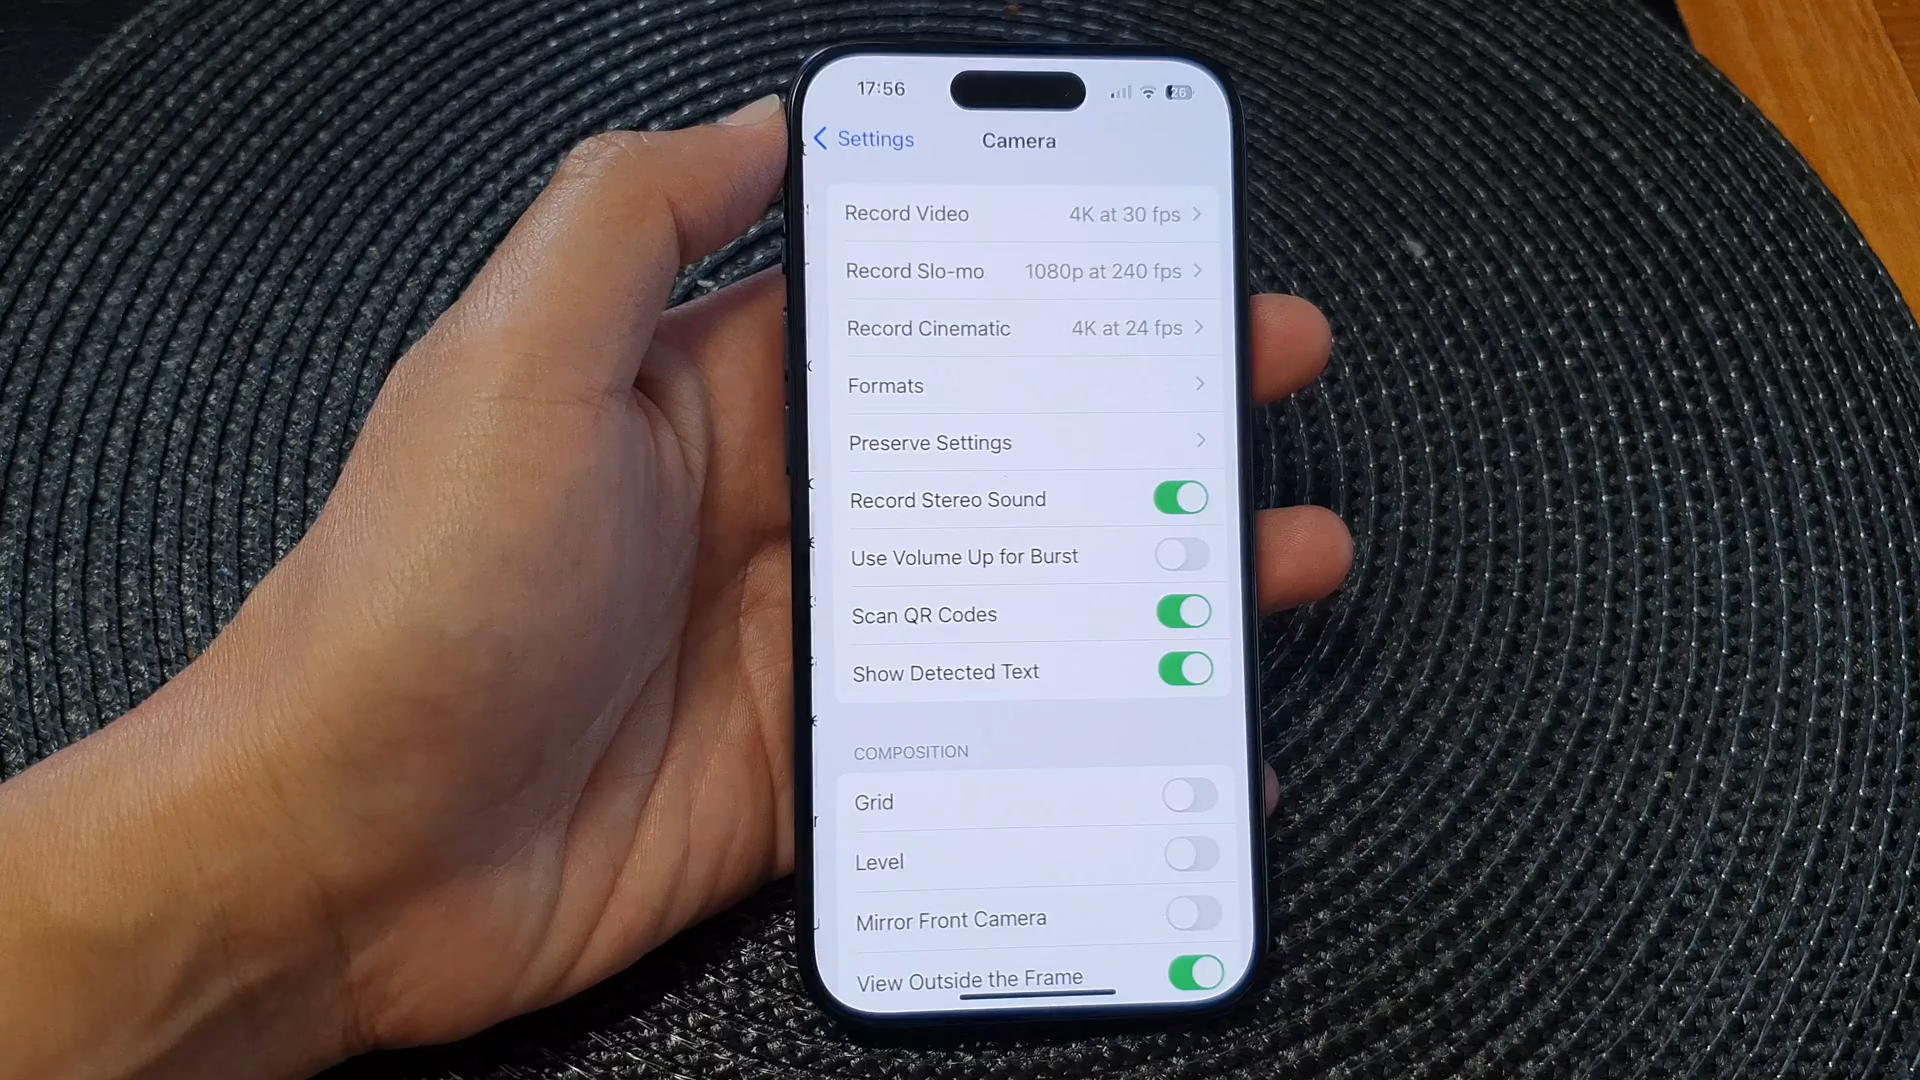 17:56
26
Settings
Camera
Record Video 4K at 30 fps
Record Slo-mo 1080p at 240 fps
Record Cinematic 4K at 24 fps
Formats
Preserve Settings
Record Stereo Sound
Use Volume Up for Burst
Scan QR Codes
Show Detected Text
COMPOSITION
Grid
Level
Mirror Front Camera
View Outside the Frame